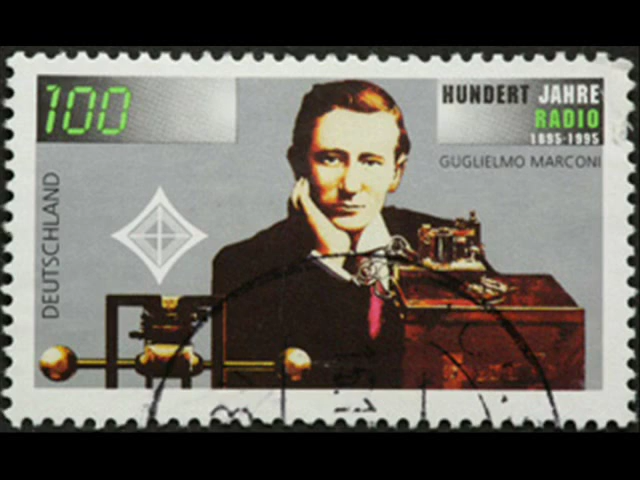 100
HUNDERT JAHRE
RADIO
1895-1995
GUGLIELMO MARCONI
DEUTSCHLAND